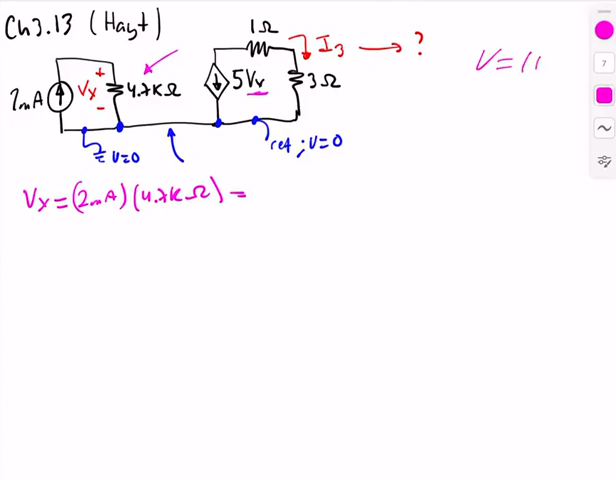 Ch3.13 (Hayt)
1Ω
I3 → ?
2mA
Vx
+
-
4.7KΩ
5Vx
3Ω
V=0
ref; V=0
Vx = (2mA)(4.7KΩ) =
V = 11
7